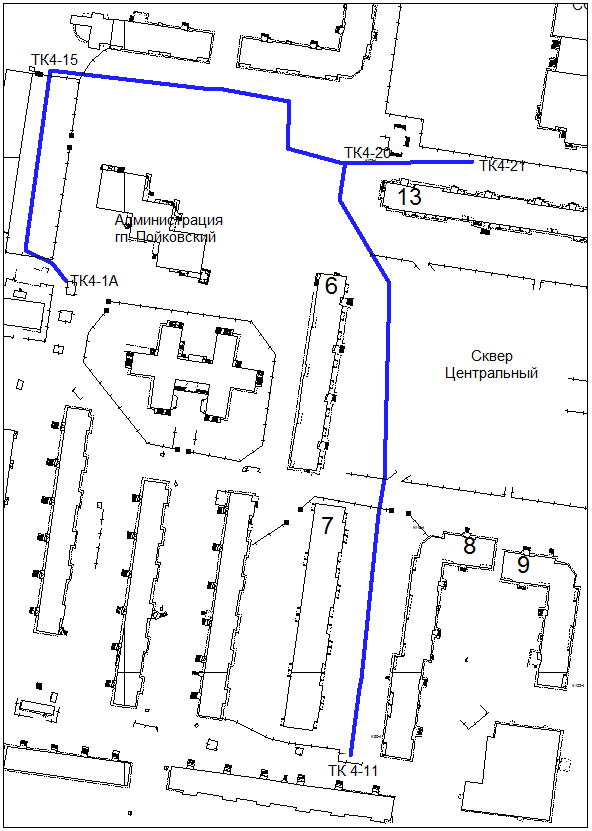 ТК4-15
ТК4-20
ТК4-21
13
Администрация
гп. Пойковский
ТК4-1А
6
Сквер
Центральный
7
8
9
ТК 4-11